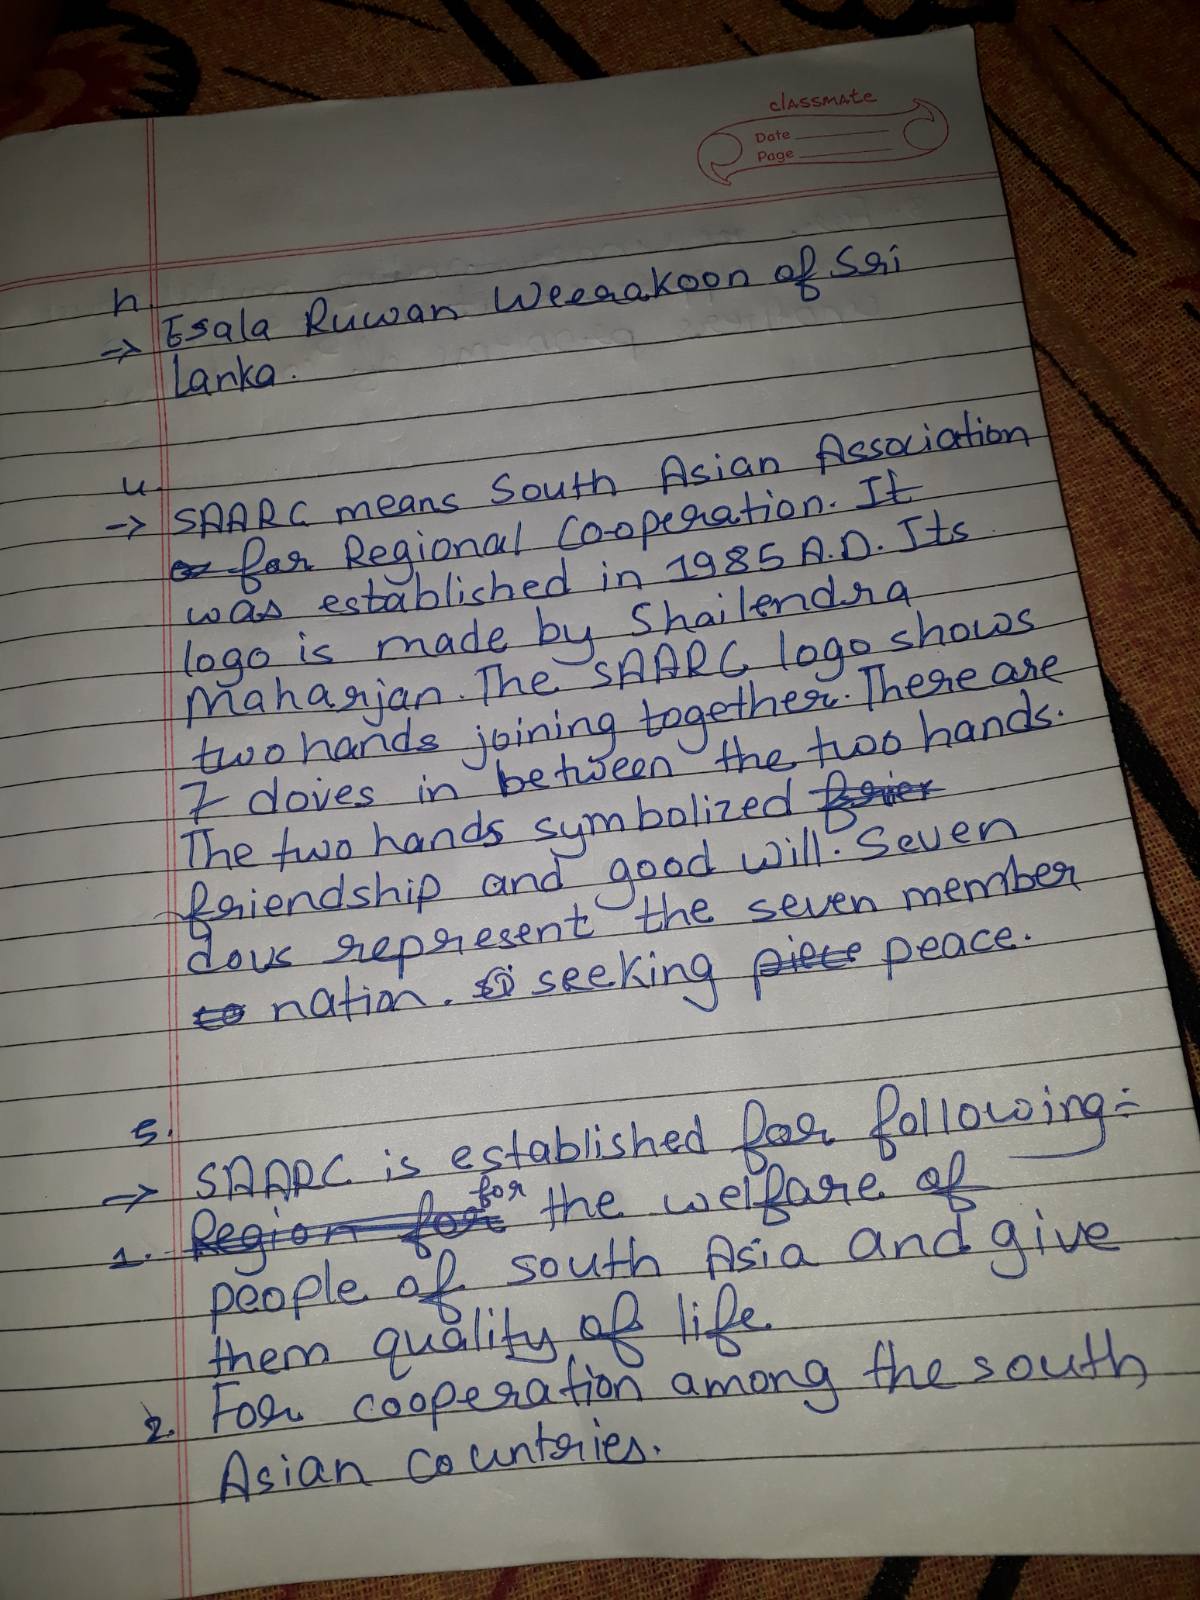 classmate
Date
Page
h.
→ Esala Ruwan Weerakoon of Sri
Lanka.
4.
→ SAARC means South Asian Association
for Regional Co-operation. It
was established in 1985 A.D. Its
logo is made by Shailendra
Maharjan. The SAARC logo shows
two hands joining together. There are
7 doves in between the two hands.
The two hands symbolized
friendship and good will. Seven
dovs represent the seven member
nation. seeking peace.
5.
→ SAARC is established for following:-
1. for the welfare of
people of south Asia and give
them quality of life.
2. For cooperation among the south
Asian countries.